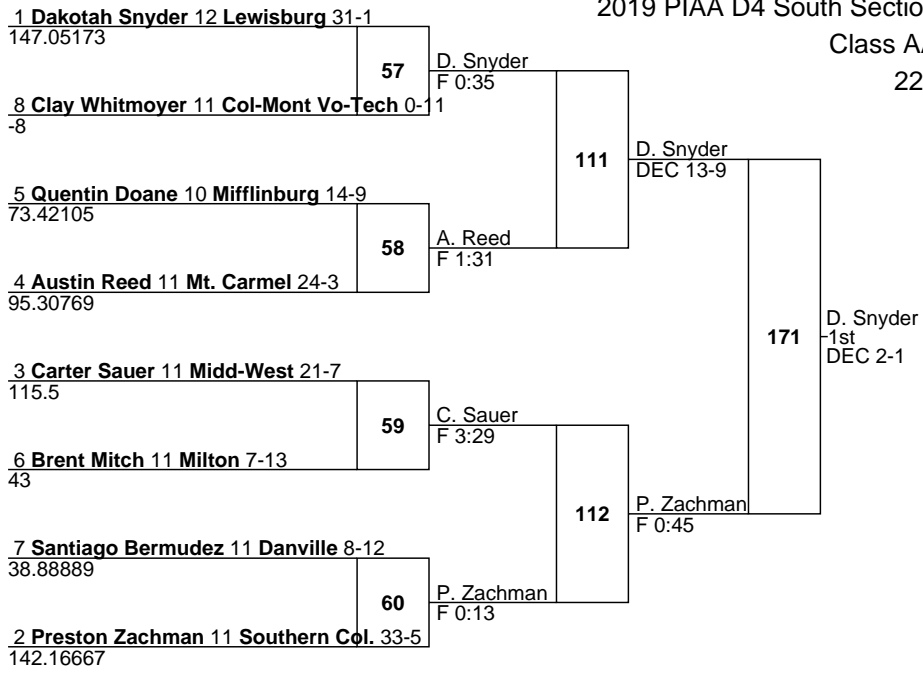 2019 PIAA D4 South Sectio
Class A
22
1 Dakotah Snyder 12 Lewisburg 31-1
147.05173
57
D. Snyder
F 0:35
8 Clay Whitmoyer 11 Col-Mont Vo-Tech 0-11
-8
111
D. Snyder
DEC 13-9
5 Quentin Doane 10 Mifflinburg 14-9
73.42105
58
A. Reed
F 1:31
4 Austin Reed 11 Mt. Carmel 24-3
95.30769
171
D. Snyder
1st
DEC 2-1
3 Carter Sauer 11 Midd-West 21-7
115.5
59
C. Sauer
F 3:29
6 Brent Mitch 11 Milton 7-13
43
112
P. Zachman
F 0:45
7 Santiago Bermudez 11 Danville 8-12
38.88889
60
P. Zachman
F 0:13
2 Preston Zachman 11 Southern Col. 33-5
142.16667